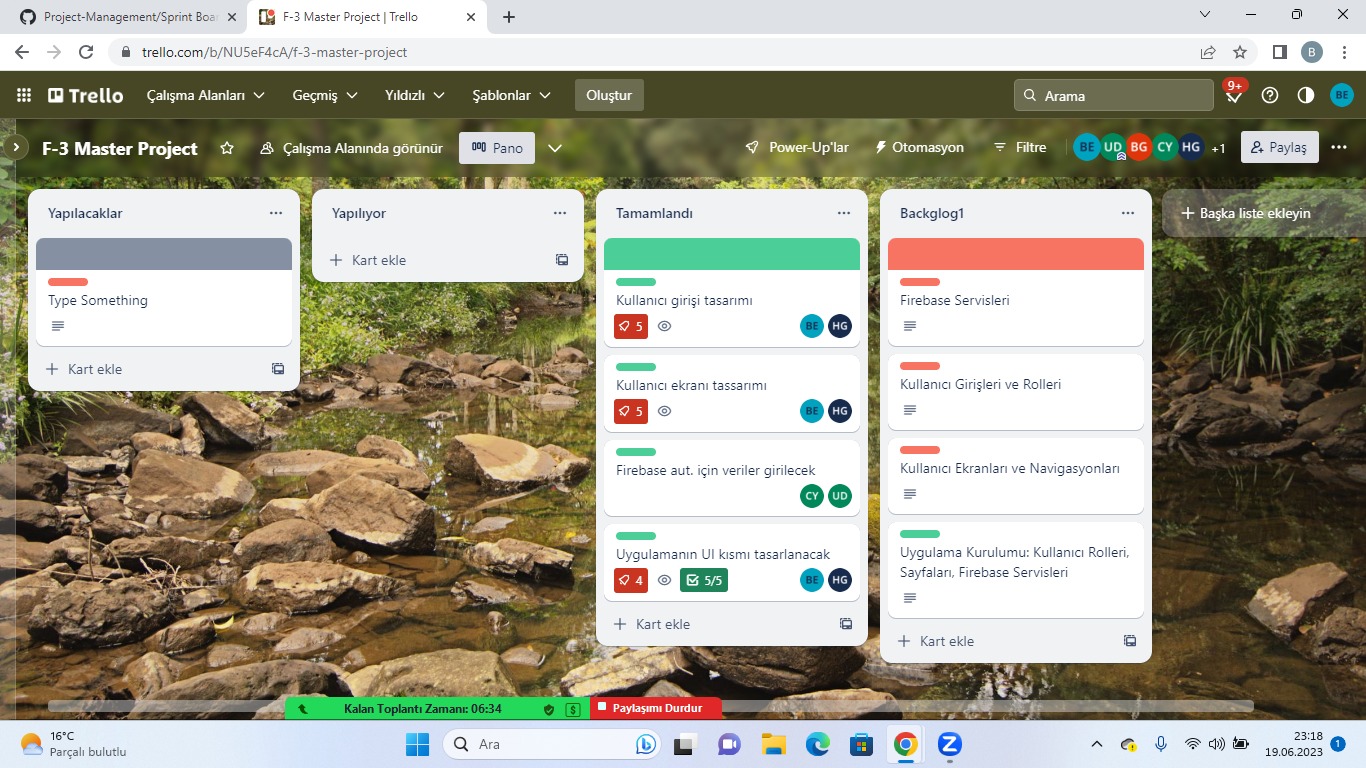 Project-Management/Sprint Boar
F-3 Master Project | Trello
trello.com/b/NU5eF4cA/f-3-master-project
B
Trello
Çalışma Alanları
Geçmiş
Yıldızlı
Şablonlar
Oluştur
Arama
9+
BE
F-3 Master Project
Çalışma Alanında görünür
Pano
Power-Up'lar
Otomasyon
Filtre
BE
UD
BG
CY
HG
+1
Paylaş
Yapılacaklar
Type Something
Kart ekle
Yapılıyor
Kart ekle
Tamamlandı
Kullanıcı girişi tasarımı
5
BE
HG
Kullanıcı ekranı tassarımı
5
BE
HG
Firebase aut. için veriler girilecek
CY
UD
Uygulamanın UI kısmı tasarlanacak
4
5/5
BE
HG
Kart ekle
Backglog1
Firebase Servisleri
Kullanıcı Girişleri ve Rolleri
Kullanıcı Ekranları ve Navigasyonları
Uygulama Kurulumu: Kullanıcı Rolleri,
Sayfaları, Firebase Servisleri
Kart ekle
Başka liste ekleyin
Kalan Toplantı Zamanı: 06:34
$
Paylaşımı Durdur
16°C
Parçalı bulutlu
Ara
Z
23:18
19.06.2023
1